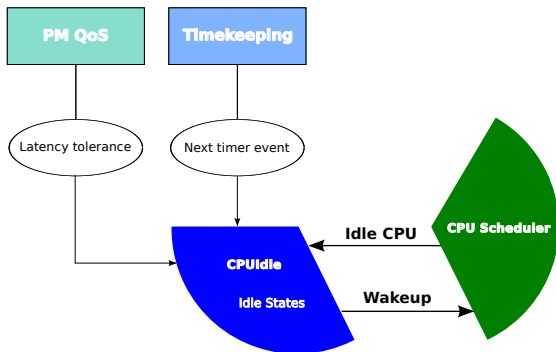 PM QoS
Timekeeping
Latency tolerance
Next timer event
Idle CPU
CPU Scheduler
CPUIdle
Wakeup
Idle States